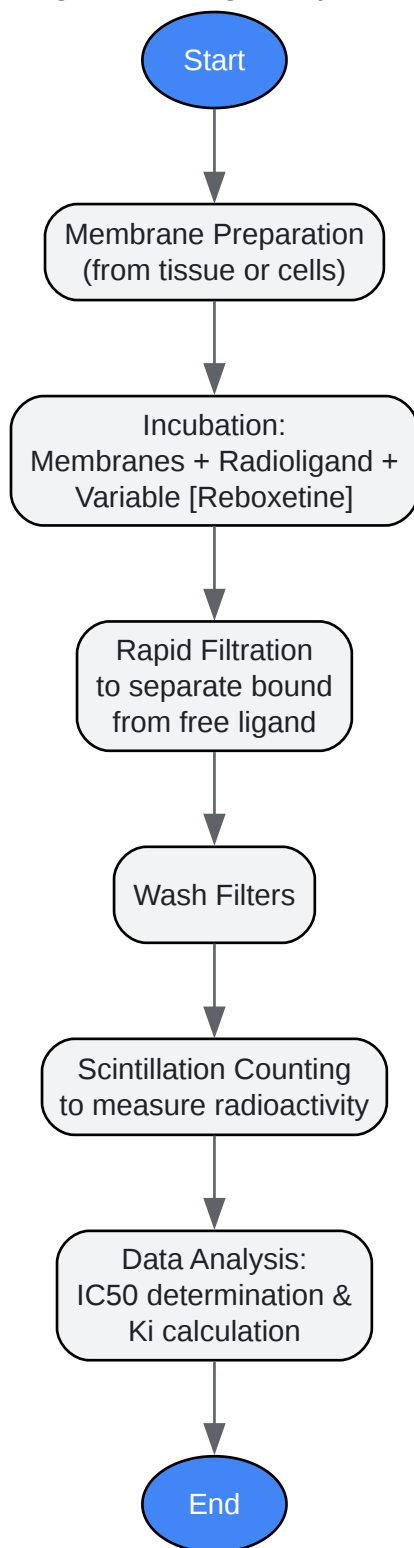 Start
Membrane Preparation
(from tissue or cells)
Incubation:
Membranes + Radioligand +
Variable [Reboxetine]
Rapid Filtration
to separate bound
from free ligand
Wash Filters
Scintillation Counting
to measure radioactivity
Data Analysis:
IC50 determination &
Ki calculation
End